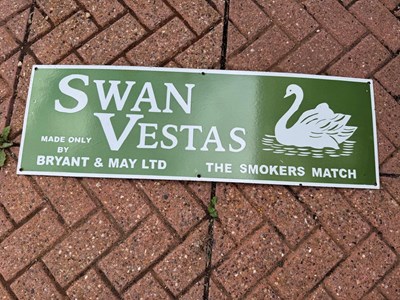 SWAN
VESTAS
MADE ONLY
BY
BRYANT & MAY LTD
THE SMOKERS MATCH